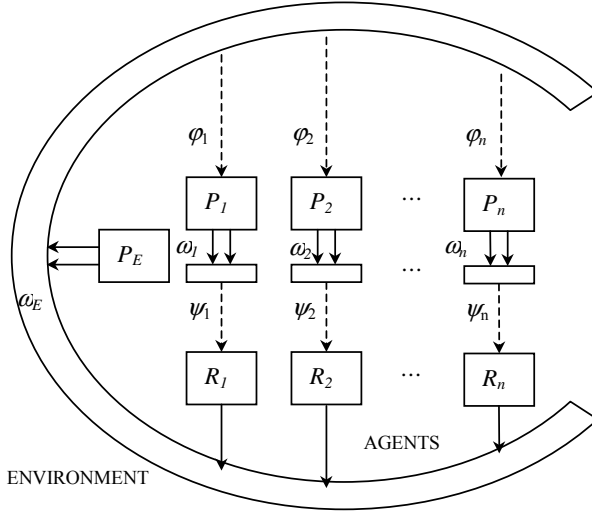 φ1 φ2 φn
P1 P2 ... Pn
ω1 ω2 ωn
PE
...
ωE
ψ1 ψ2 ψn
R1 R2 ... Rn
AGENTS
ENVIRONMENT